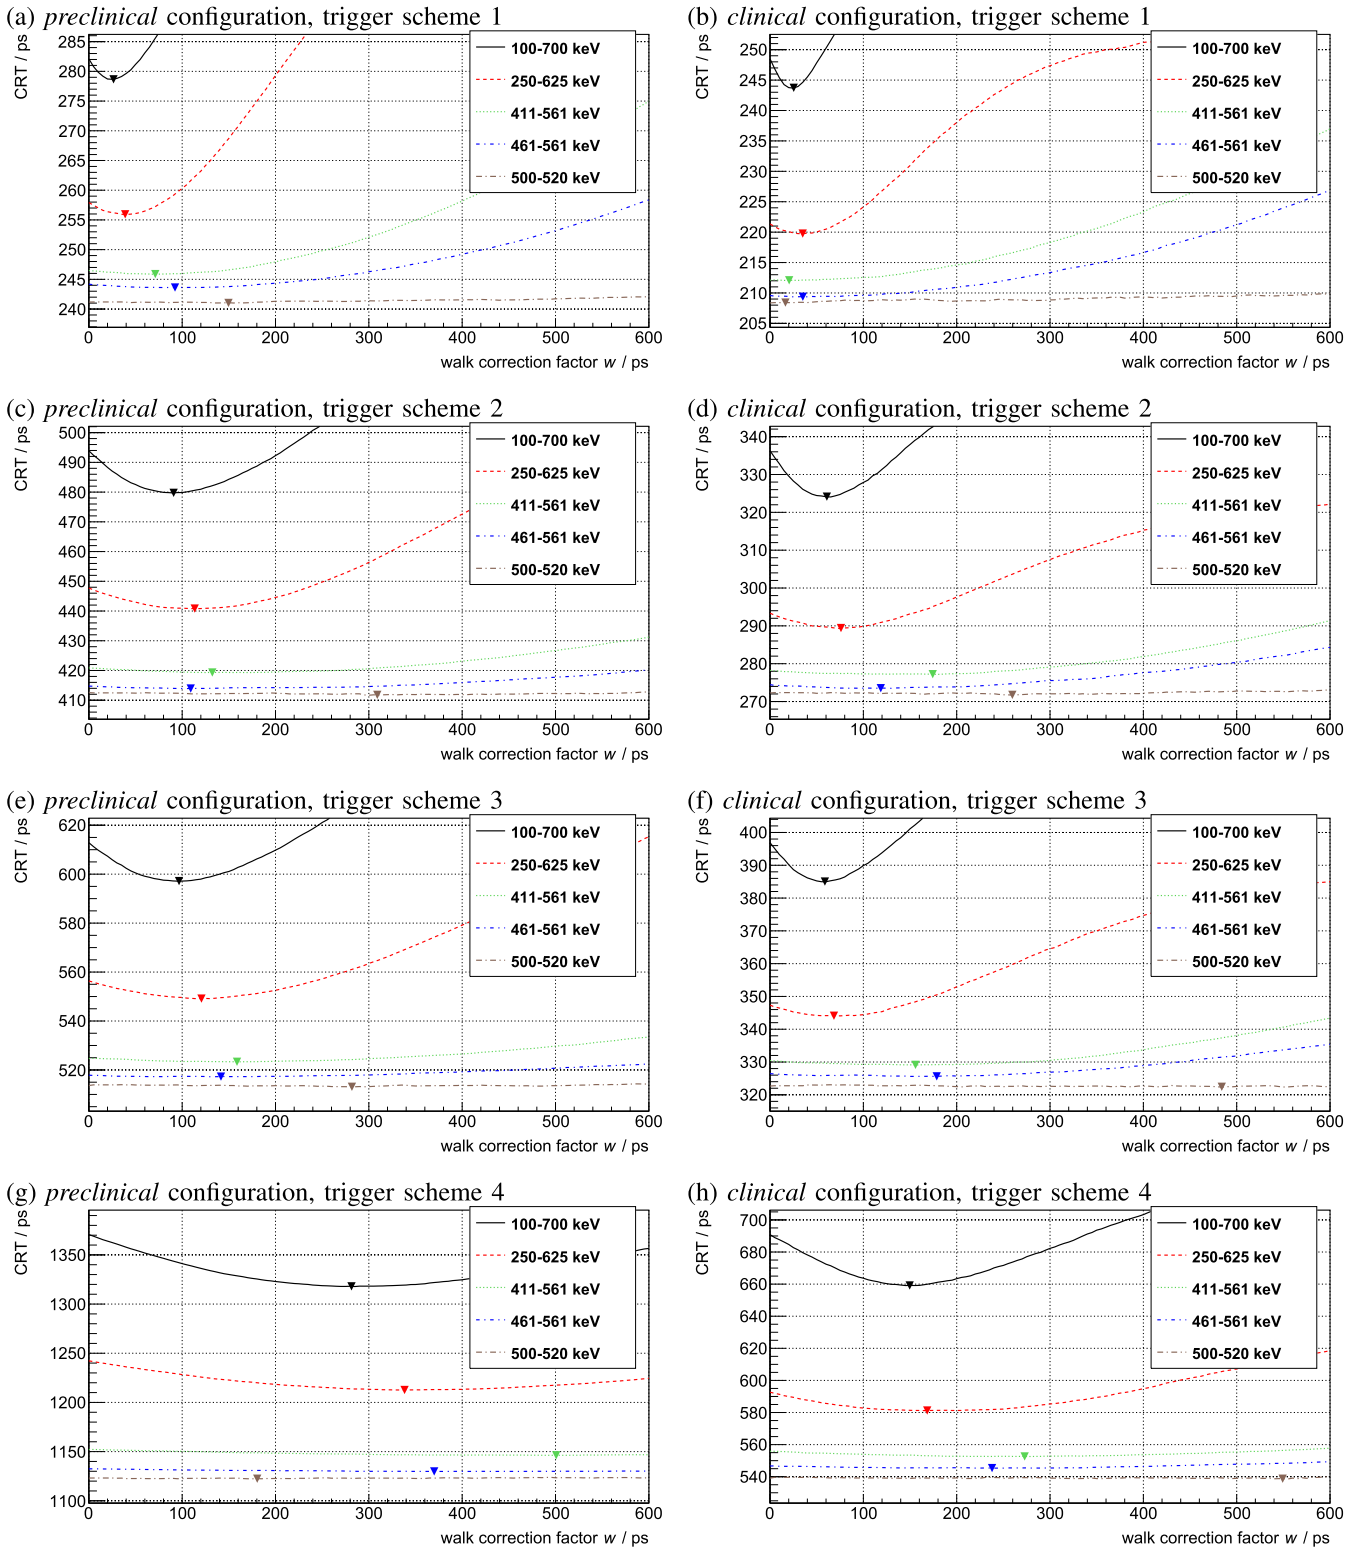 (a) preclinical configuration, trigger scheme 1
CRT / ps
285
280
275
270
265
260
255
250
245
240
0 100 200 300 400 500 600
walk correction factor w / ps
100-700 keV
250-625 keV
411-561 keV
461-561 keV
500-520 keV
(b) clinical configuration, trigger scheme 1
CRT / ps
250
245
240
235
230
225
220
215
210
205
0 100 200 300 400 500 600
walk correction factor w / ps
100-700 keV
250-625 keV
411-561 keV
461-561 keV
500-520 keV
(c) preclinical configuration, trigger scheme 2
CRT / ps
500
490
480
470
460
450
440
430
420
410
0 100 200 300 400 500 600
walk correction factor w / ps
100-700 keV
250-625 keV
411-561 keV
461-561 keV
500-520 keV
(d) clinical configuration, trigger scheme 2
CRT / ps
340
330
320
310
300
290
280
270
0 100 200 300 400 500 600
walk correction factor w / ps
100-700 keV
250-625 keV
411-561 keV
461-561 keV
500-520 keV
(e) preclinical configuration, trigger scheme 3
CRT / ps
620
600
580
560
540
520
0 100 200 300 400 500 600
walk correction factor w / ps
100-700 keV
250-625 keV
411-561 keV
461-561 keV
500-520 keV
(f) clinical configuration, trigger scheme 3
CRT / ps
400
390
380
370
360
350
340
330
320
0 100 200 300 400 500 600
walk correction factor w / ps
100-700 keV
250-625 keV
411-561 keV
461-561 keV
500-520 keV
(g) preclinical configuration, trigger scheme 4
CRT / ps
1350
1300
1250
1200
1150
1100
0 100 200 300 400 500 600
walk correction factor w / ps
100-700 keV
250-625 keV
411-561 keV
461-561 keV
500-520 keV
(h) clinical configuration, trigger scheme 4
CRT / ps
700
680
660
640
620
600
580
560
540
0 100 200 300 400 500 600
walk correction factor w / ps
100-700 keV
250-625 keV
411-561 keV
461-561 keV
500-520 keV